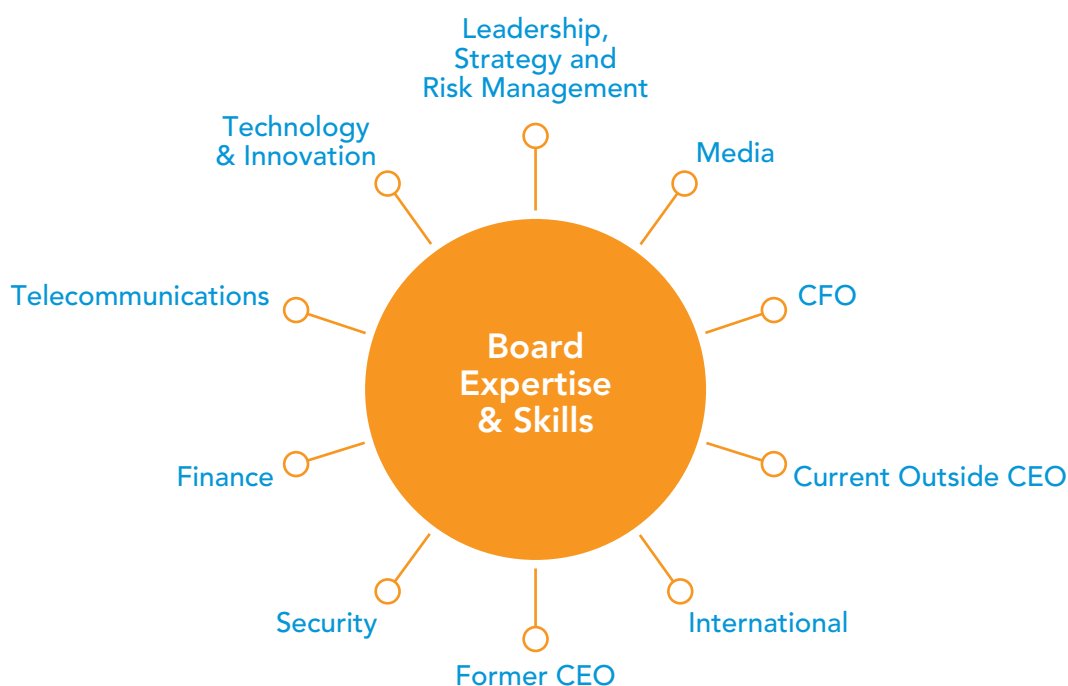 Leadership,
Strategy and
Risk Management
Technology
& Innovation
Media
Telecommunications
CFO
Board
Expertise
& Skills
Finance
Current Outside CEO
Security
International
Former CEO